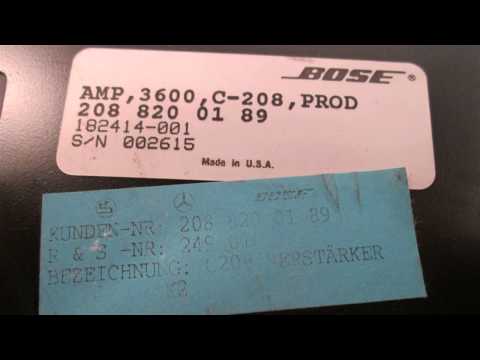 BOSE®
AMP,3600,C-208,PROD
208 820 01 89
182414-001
S/N 002615
Made in U.S.A.
BOSE
KUNDEN-NR: 208 820 01 89
R & S -NR: 249 01
BEZEICHNUNG: C208 VERSTÄRKER